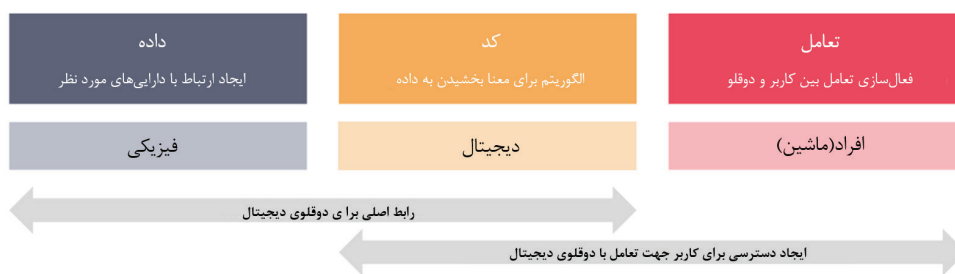 تعامل
فعال‌سازی تعامل بین کاربر و دوقلو
کد
الگوریتم برای معنا بخشیدن به داده
داده
ایجاد ارتباط با دارایی‌های مورد نظر
افراد(ماشین)
دیجیتال
فیزیکی
رابط اصلی برا ی دوقلوی دیجیتال
ایجاد دسترسی برای کاربر جهت تعامل با دوقلوی دیجیتال